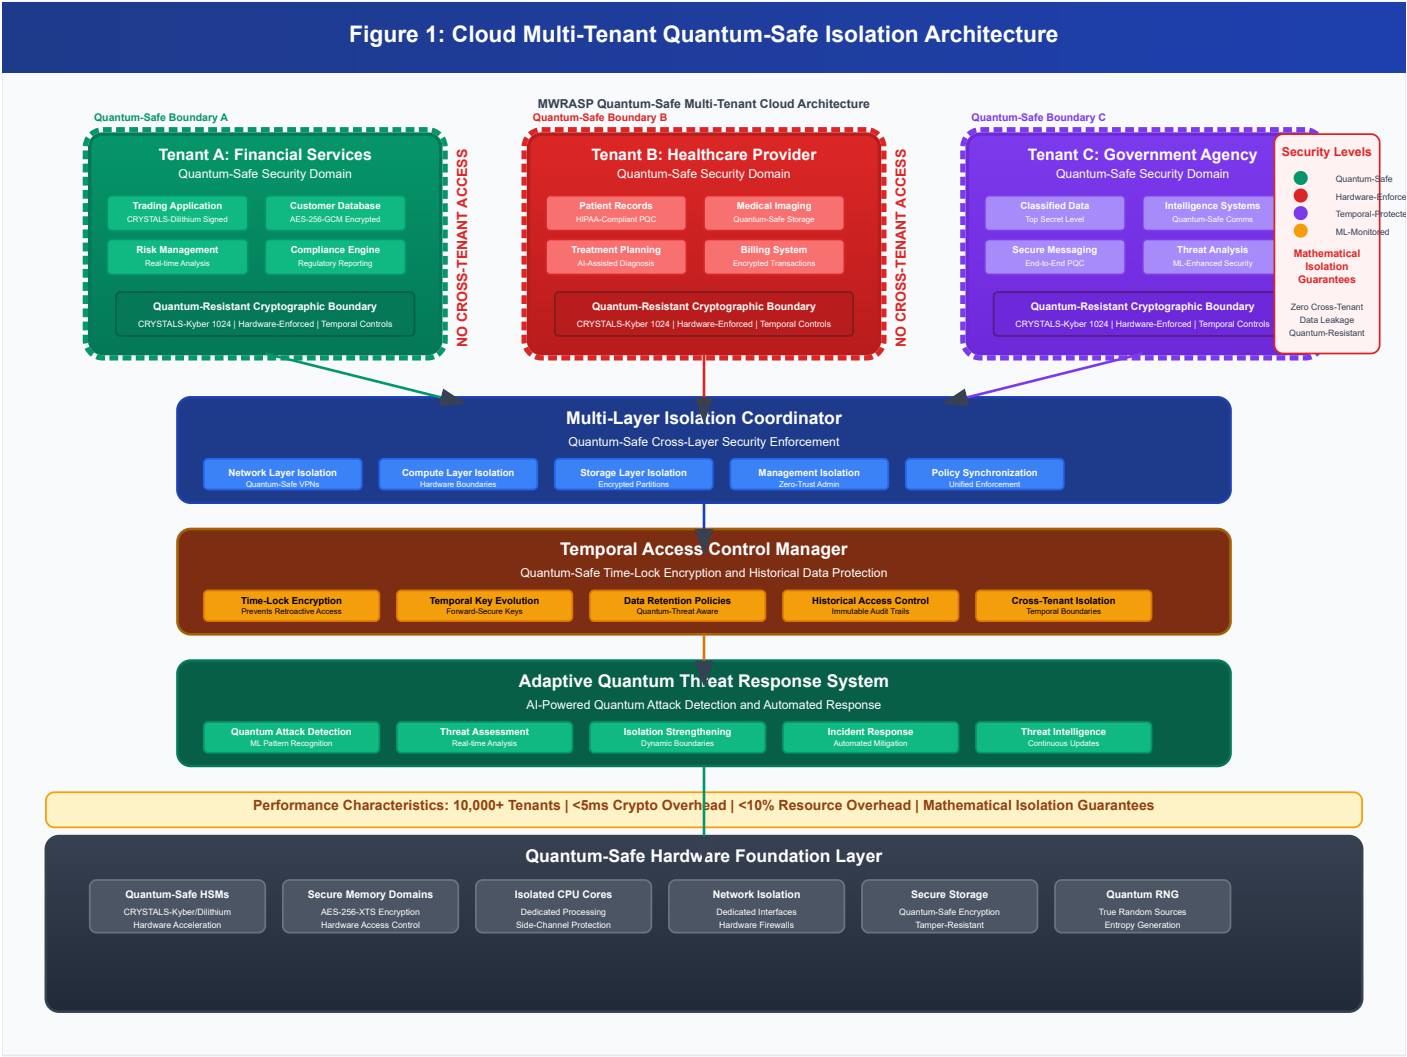 Figure 1: Cloud Multi-Tenant Quantum-Safe Isolation Architecture
MWRASP Quantum-Safe Multi-Tenant Cloud Architecture
Quantum-Safe Boundary A
Tenant A: Financial Services
Quantum-Safe Security Domain
Trading Application
CRYSTALS-Dilithium Signed
Customer Database
AES-256-GCM Encrypted
Risk Management
Real-time Analysis
Compliance Engine
Regulatory Reporting
Quantum-Resistant Cryptographic Boundary
CRYSTALS-Kyber 1024 | Hardware-Enforced | Temporal Controls
NO CROSS-TENANT ACCESS
Quantum-Safe Boundary B
Tenant B: Healthcare Provider
Quantum-Safe Security Domain
Patient Records
HIPAA-Compliant PQC
Medical Imaging
Quantum-Safe Storage
Treatment Planning
AI-Assisted Diagnosis
Billing System
Encrypted Transactions
Quantum-Resistant Cryptographic Boundary
CRYSTALS-Kyber 1024 | Hardware-Enforced | Temporal Controls
NO CROSS-TENANT ACCESS
Quantum-Safe Boundary C
Tenant C: Government Agency
Quantum-Safe Security Domain
Classified Data
Top Secret Level
Intelligence Systems
Quantum-Safe Comms
Secure Messaging
End-to-End PQC
Threat Analysis
ML-Enhanced Security
Quantum-Resistant Cryptographic Boundary
CRYSTALS-Kyber 1024 | Hardware-Enforced | Temporal Controls
Security Levels
Quantum-Safe
Hardware-Enforce
Temporal-Protecte
ML-Monitored
Mathematical
Isolation
Guarantees
Zero Cross-Tenant
Data Leakage
Quantum-Resistant
Multi-Layer Isolation Coordinator
Quantum-Safe Cross-Layer Security Enforcement
Network Layer Isolation
Quantum-Safe VPNs
Compute Layer Isolation
Hardware Boundaries
Storage Layer Isolation
Encrypted Partitions
Management Isolation
Zero-Trust Admin
Policy Synchronization
Unified Enforcement
Temporal Access Control Manager
Quantum-Safe Time-Lock Encryption and Historical Data Protection
Time-Lock Encryption
Prevents Retroactive Access
Temporal Key Evolution
Forward-Secure Keys
Data Retention Policies
Quantum-Threat Aware
Historical Access Control
Immutable Audit Trails
Cross-Tenant Isolation
Temporal Boundaries
Adaptive Quantum Threat Response System
AI-Powered Quantum Attack Detection and Automated Response
Quantum Attack Detection
ML Pattern Recognition
Threat Assessment
Real-time Analysis
Isolation Strengthening
Dynamic Boundaries
Incident Response
Automated Mitigation
Threat Intelligence
Continuous Updates
Performance Characteristics: 10,000+ Tenants | <5ms Crypto Overhead | <10% Resource Overhead | Mathematical Isolation Guarantees
Quantum-Safe Hardware Foundation Layer
Quantum-Safe HSMs
CRYSTALS-Kyber/Dilithium
Hardware Acceleration
Secure Memory Domains
AES-256-XTS Encryption
Hardware Access Control
Isolated CPU Cores
Dedicated Processing
Side-Channel Protection
Network Isolation
Dedicated Interfaces
Hardware Firewalls
Secure Storage
Quantum-Safe Encryption
Tamper-Resistant
Quantum RNG
True Random Sources
Entropy Generation